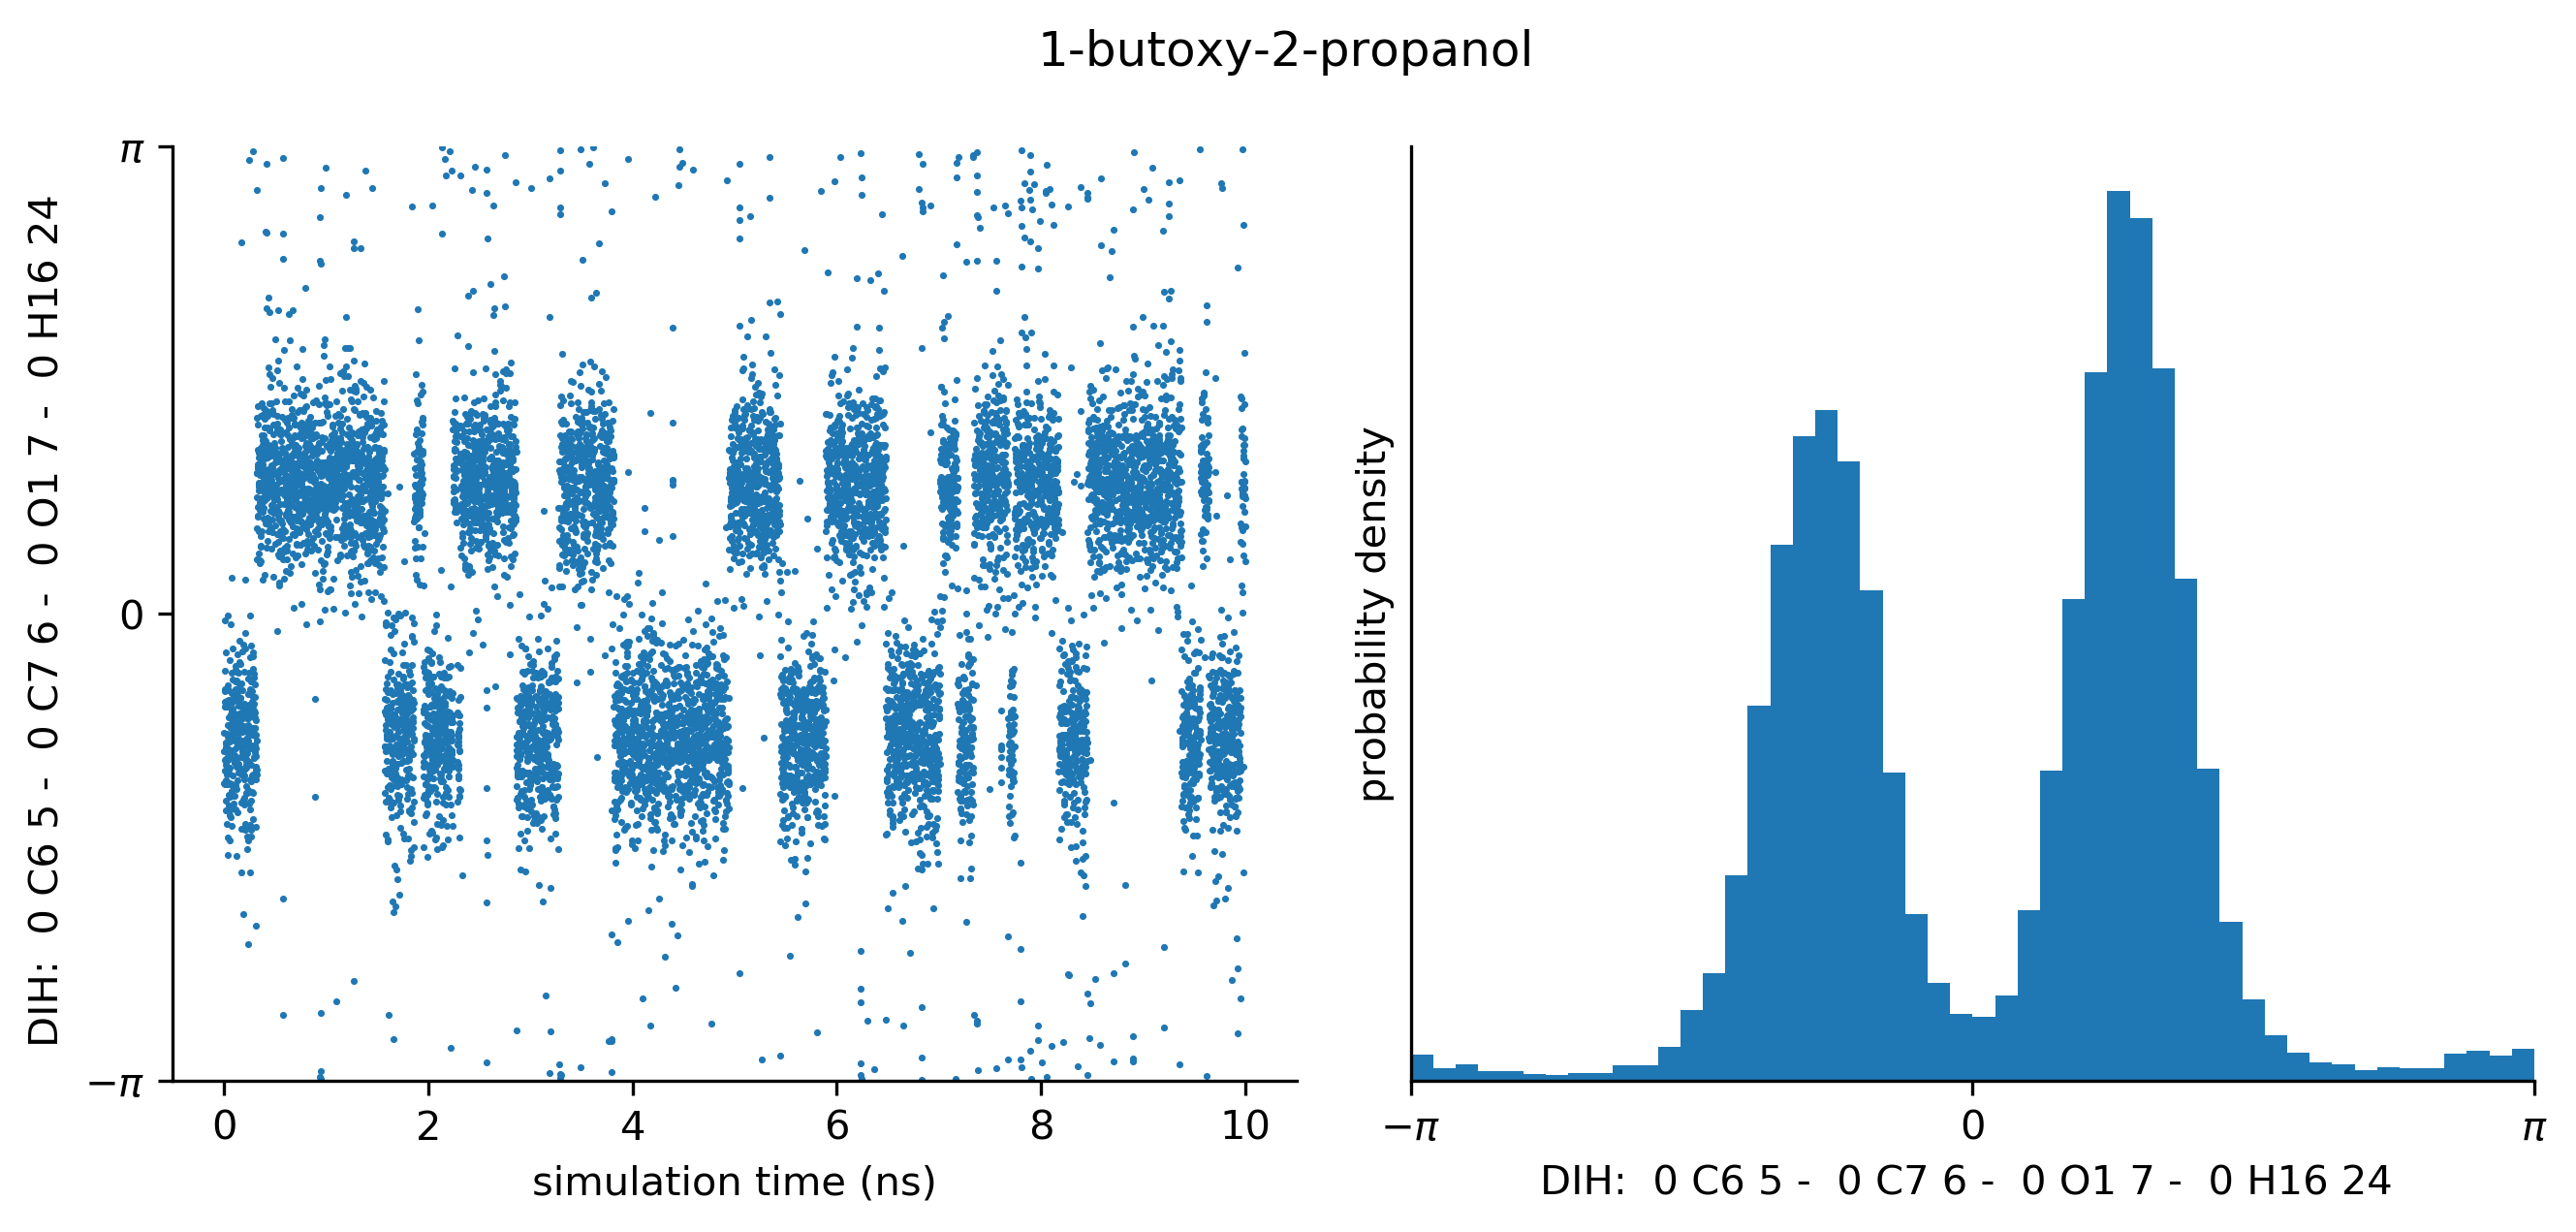 1-butoxy-2-propanol
DIH:  0 C6 5 -  0 C7 6 -  0 O1 7 -  0 H16 24
π
0
−π
0 2 4 6 8 10
simulation time (ns)
probability density
−π 0 π
DIH:  0 C6 5 -  0 C7 6 -  0 O1 7 -  0 H16 24